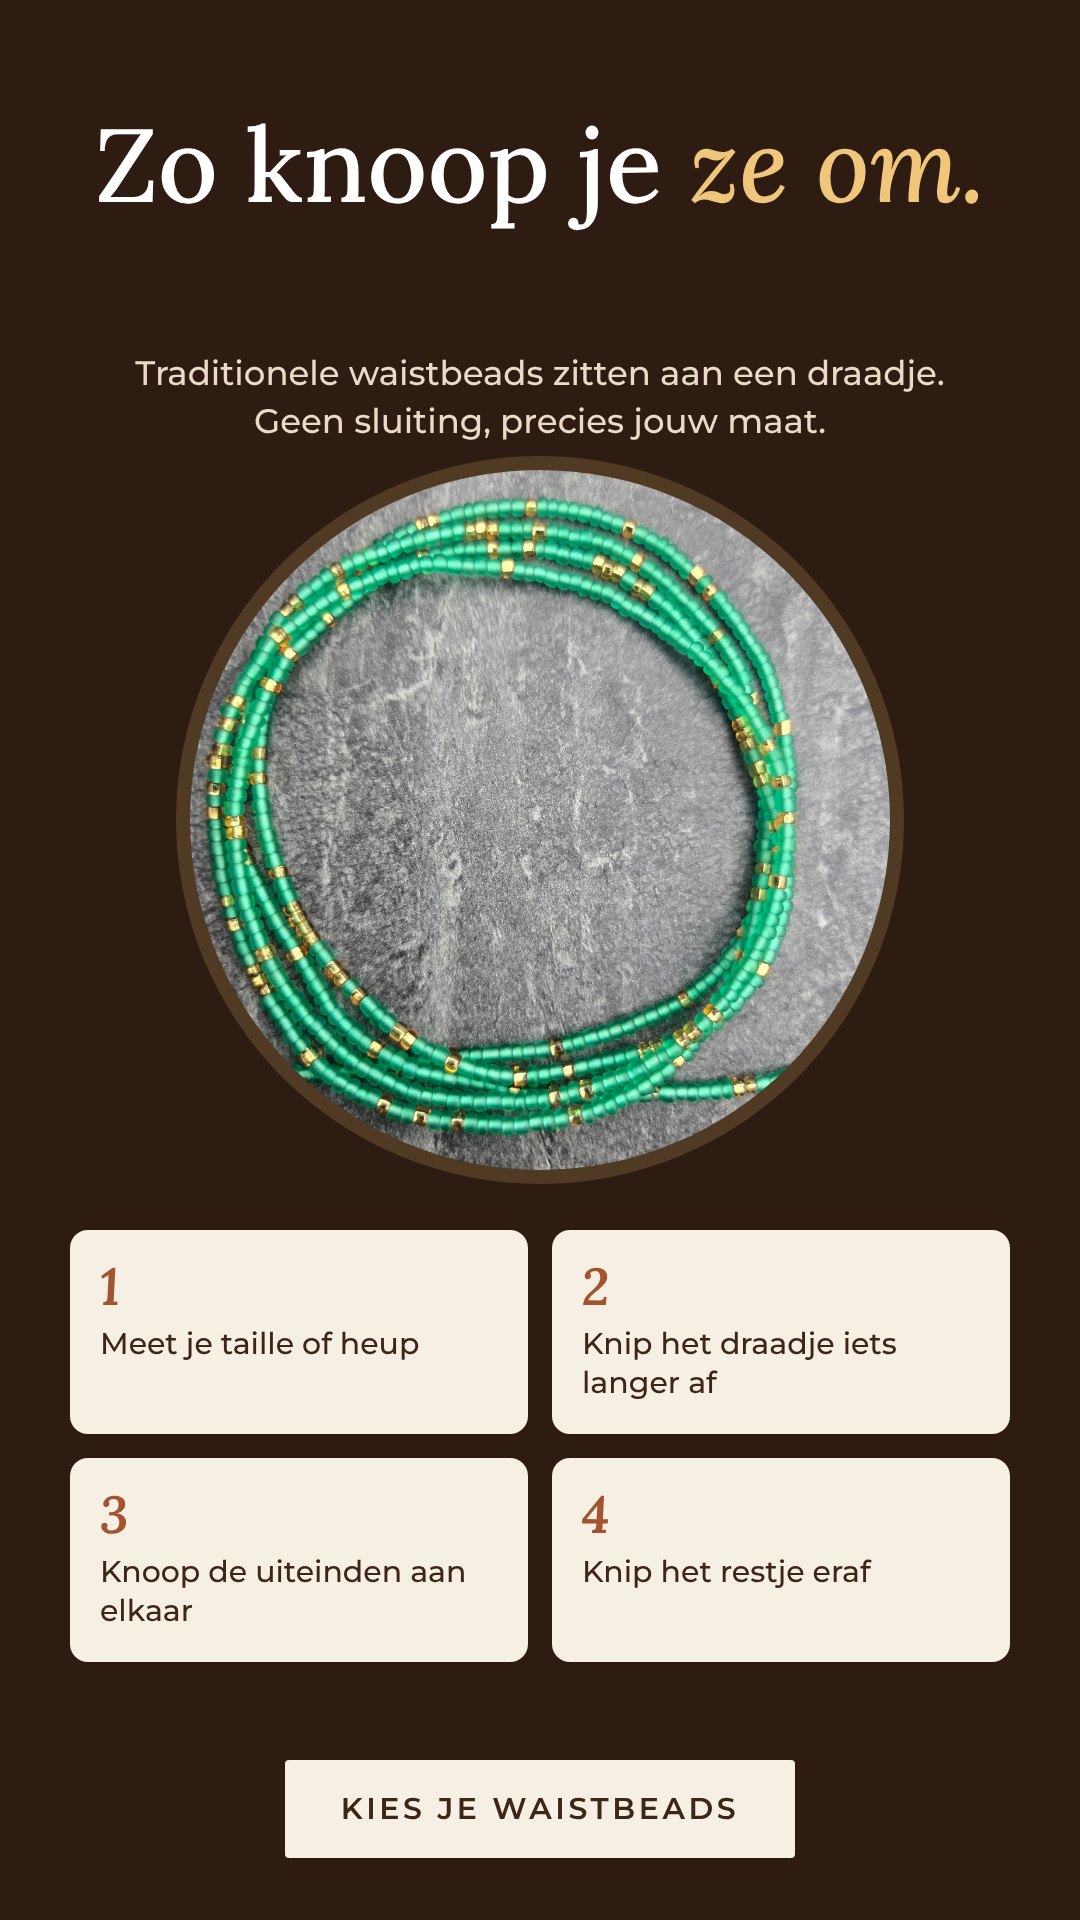 Zo knoop je ze om.
Traditionele waistbeads zitten aan een draadje.
Geen sluiting, precies jouw maat.
1
Meet je taille of heup
2
Knip het draadje iets
langer af
3
Knoop de uiteinden aan
elkaar
4
Knip het restje eraf
KIES JE WAISTBEADS